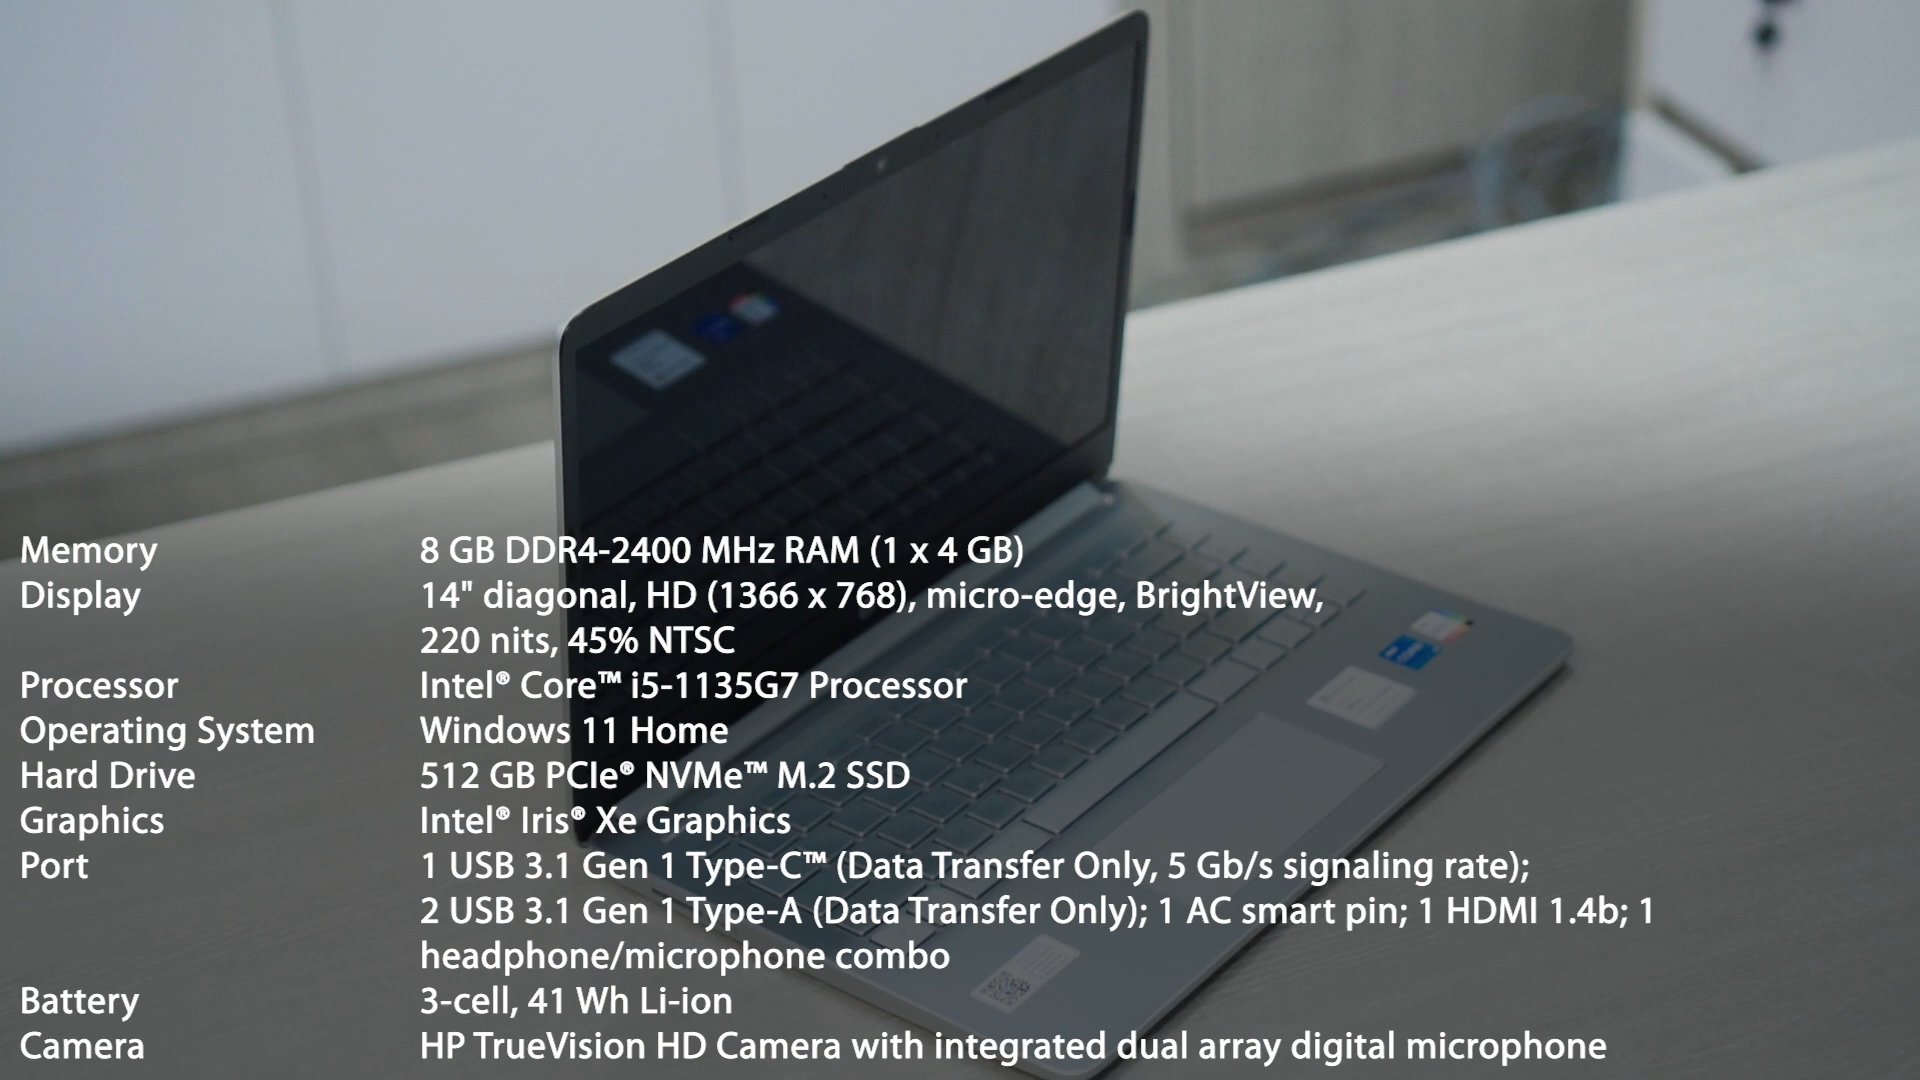 Memory 8 GB DDR4-2400 MHz RAM (1 x 4 GB)
Display 14" diagonal, HD (1366 x 768), micro-edge, BrightView,
220 nits, 45% NTSC
Processor Intel® Core™ i5-1135G7 Processor
Operating System Windows 11 Home
Hard Drive 512 GB PCIe® NVMe™ M.2 SSD
Graphics Intel® Iris® Xe Graphics
Port 1 USB 3.1 Gen 1 Type-C™ (Data Transfer Only, 5 Gb/s signaling rate);
2 USB 3.1 Gen 1 Type-A (Data Transfer Only); 1 AC smart pin; 1 HDMI 1.4b; 1
headphone/microphone combo
Battery 3-cell, 41 Wh Li-ion
Camera HP TrueVision HD Camera with integrated dual array digital microphone